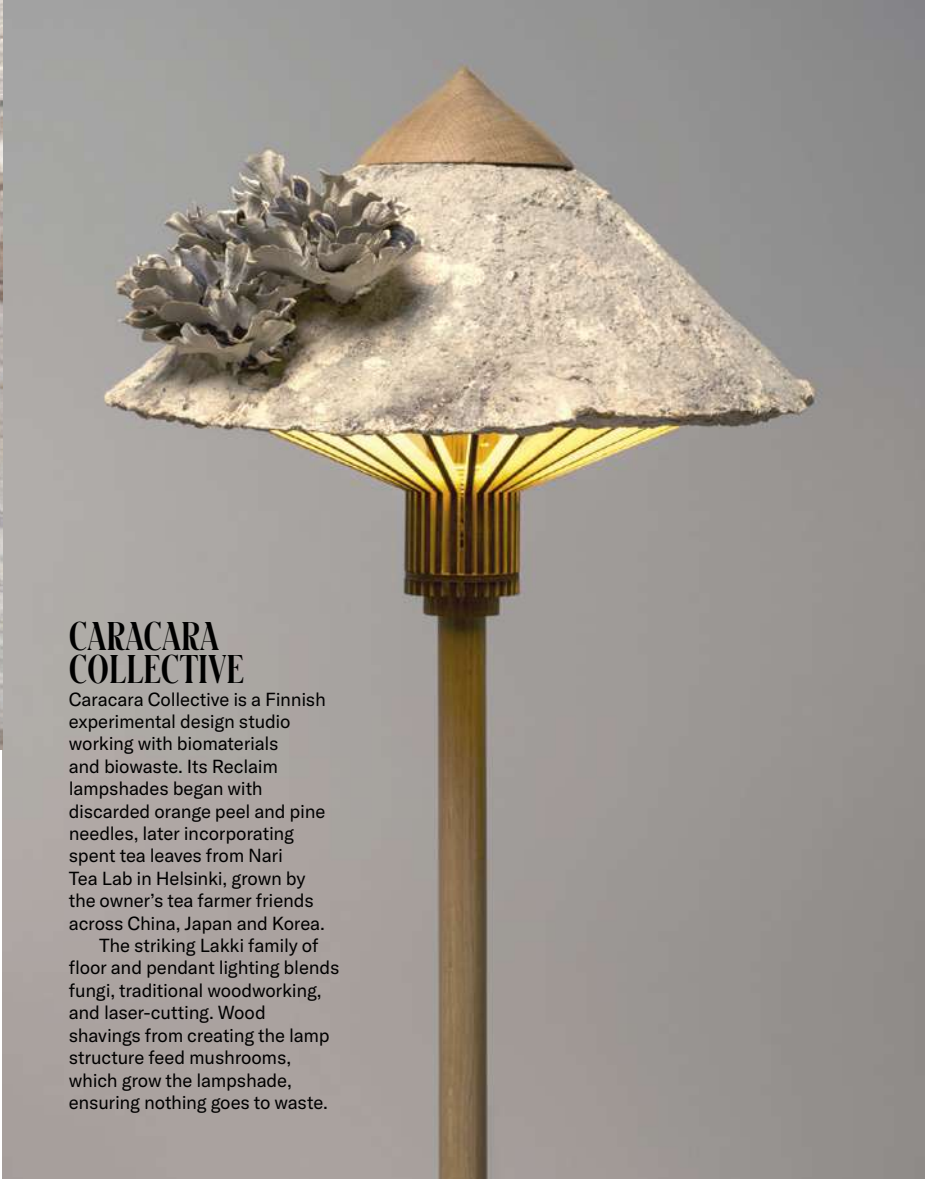 CARACARA
COLLECTIVE
Caracara Collective is a Finnish
experimental design studio
working with biomaterials
and biowaste. Its Reclaim
lampshades began with
discarded orange peel and pine
needles, later incorporating
spent tea leaves from Nari
Tea Lab in Helsinki, grown by
the owner’s tea farmer friends
across China, Japan and Korea.
The striking Lakki family of
floor and pendant lighting blends
fungi, traditional woodworking,
and laser-cutting. Wood
shavings from creating the lamp
structure feed mushrooms,
which grow the lampshade,
ensuring nothing goes to waste.